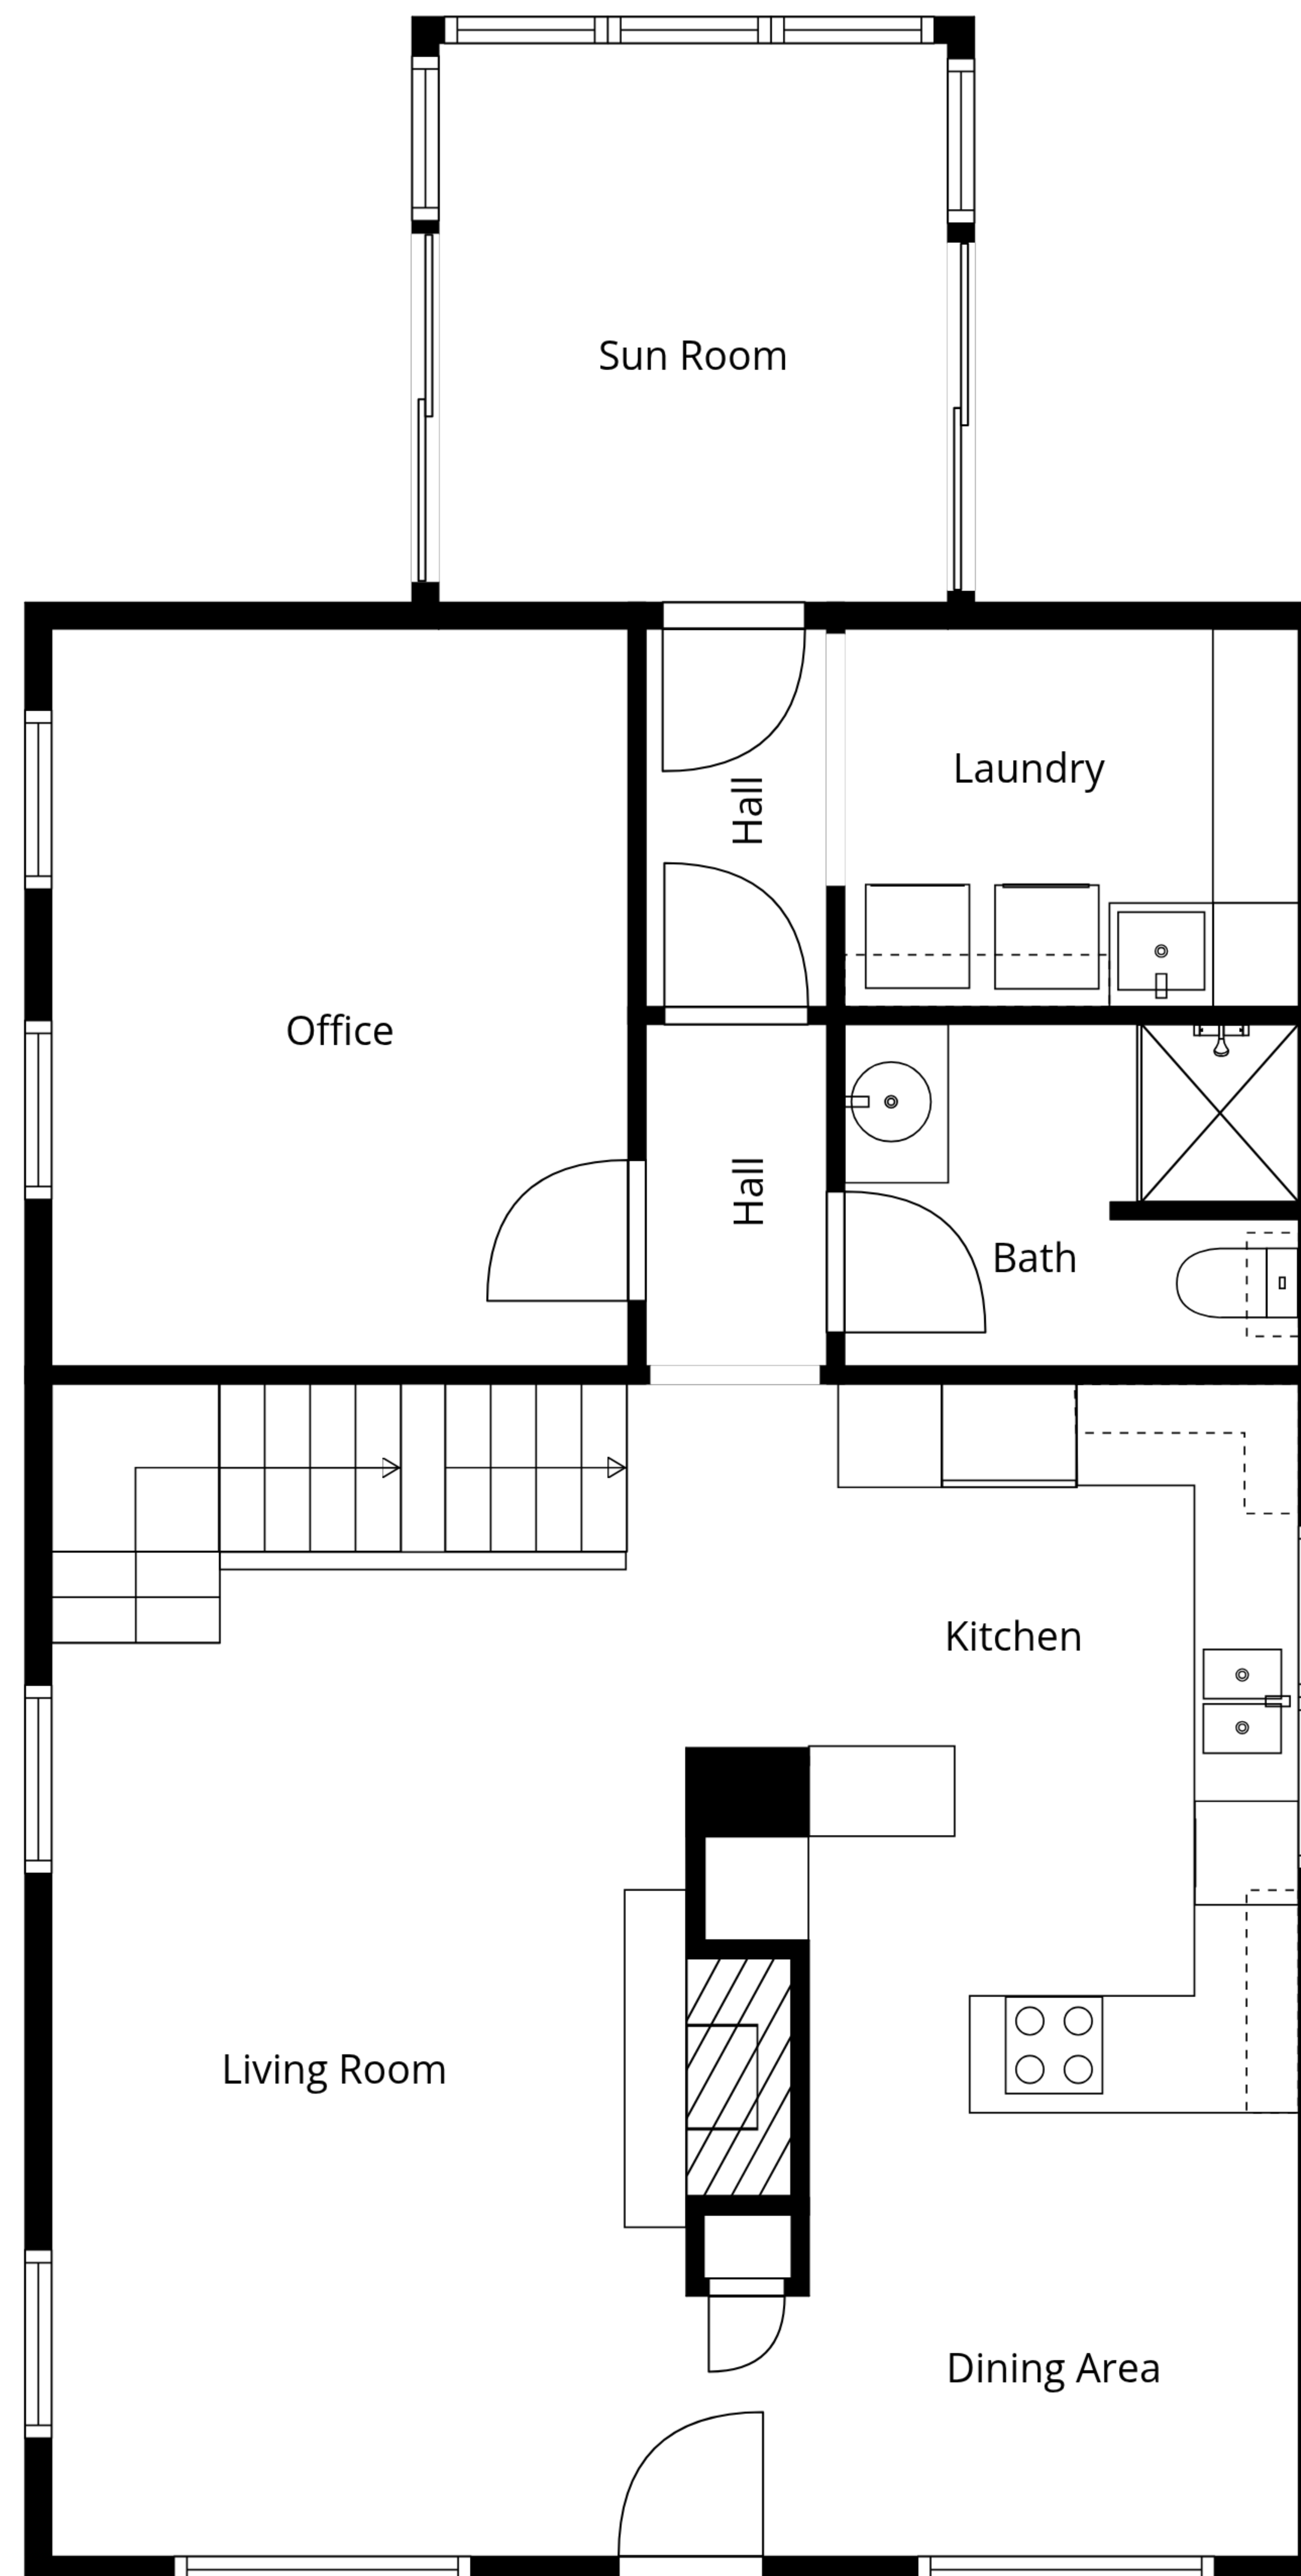 Sun Room
Laundry
Hall
Office
Hall
Bath
Kitchen
Living Room
Dining Area